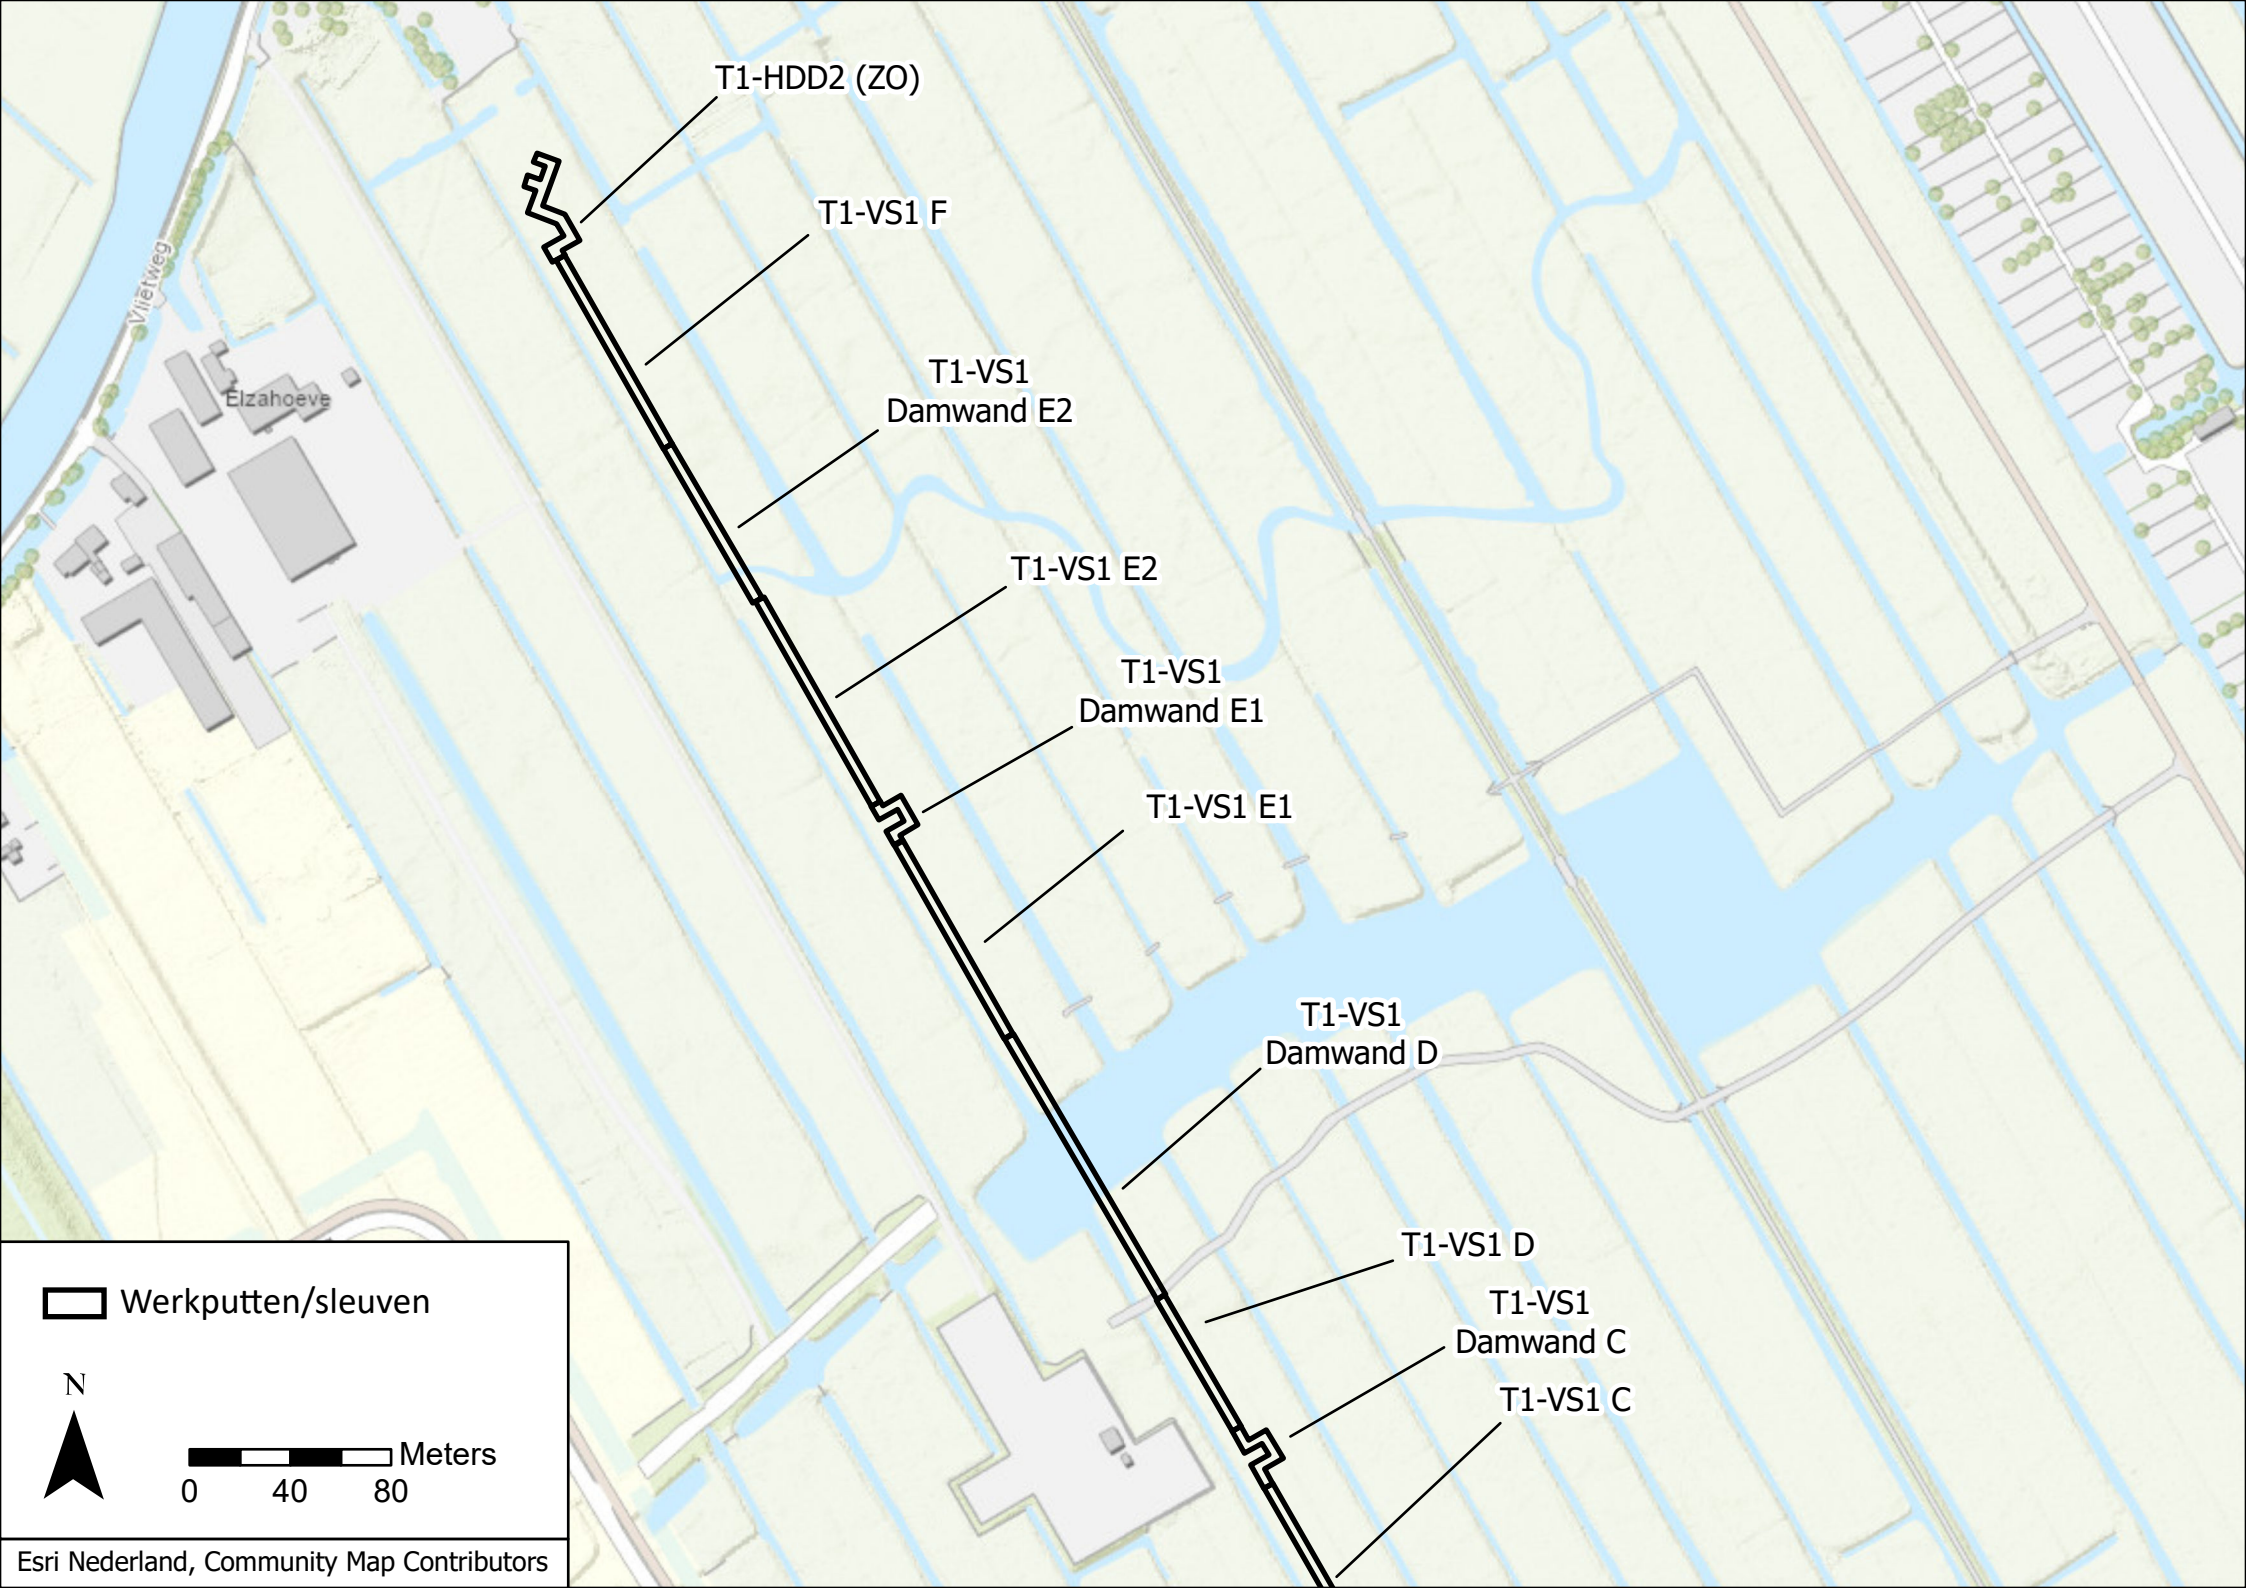 T1-HDD2 (ZO)
T1-VS1 F
Vlietweg
T1-VS1
Damwand E2
Elzahoeve
T1-VS1 E2
T1-VS1
Damwand E1
T1-VS1 E1
T1-VS1
Damwand D
T1-VS1 D
T1-VS1
Damwand C
T1-VS1 C
Werkputten/sleuven
N
Meters
0 40 80
Esri Nederland, Community Map Contributors